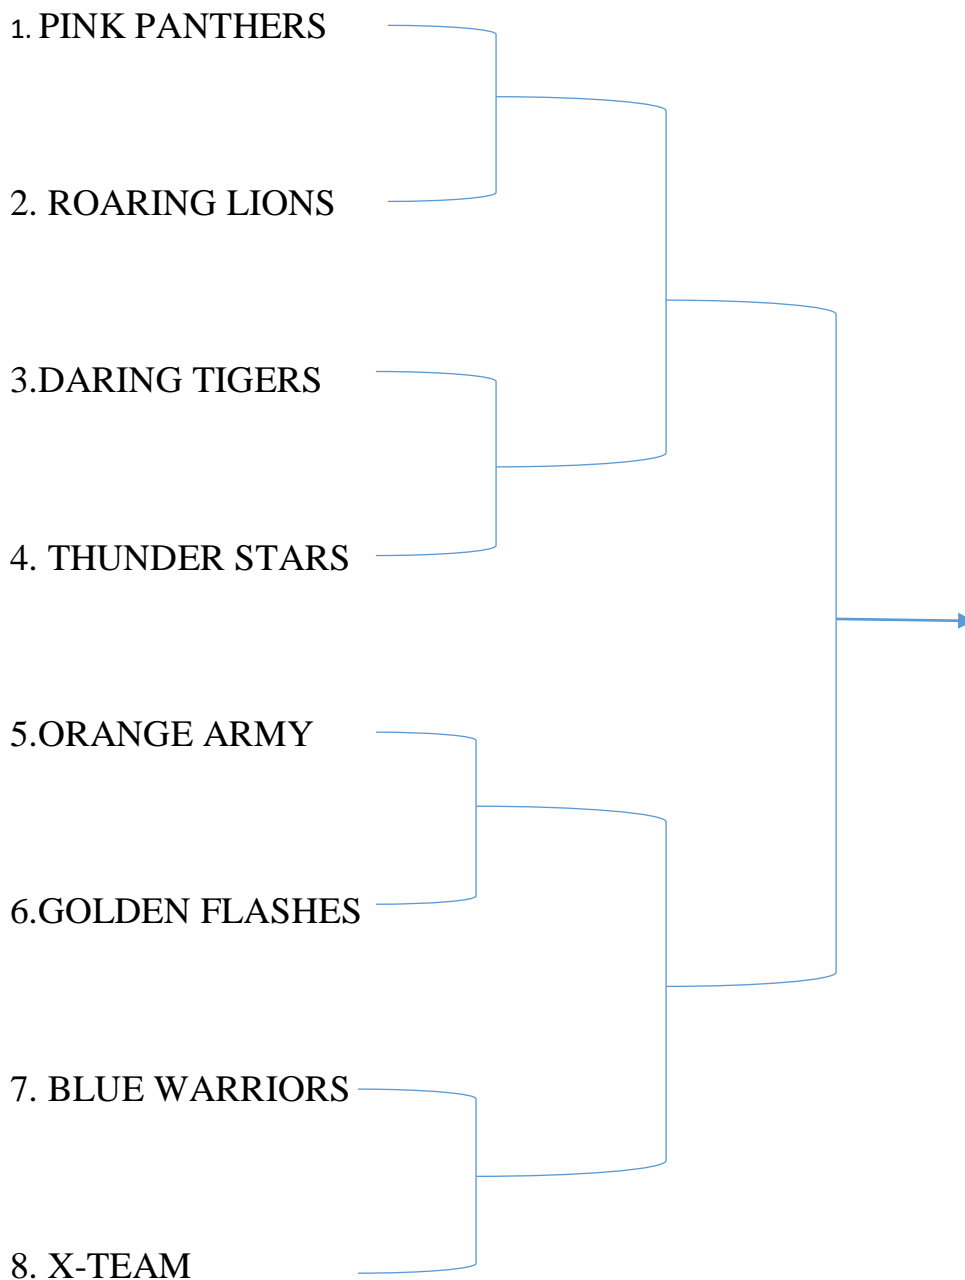 1. PINK PANTHERS
2. ROARING LIONS
3.DARING TIGERS
4. THUNDER STARS
5.ORANGE ARMY
6.GOLDEN FLASHES
7. BLUE WARRIORS
8. X-TEAM